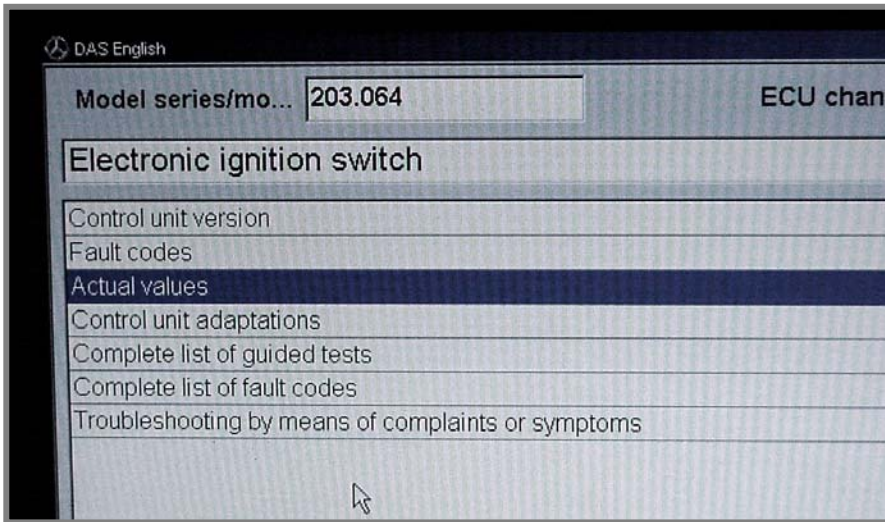 DAS English
Model series/mo... 203.064 ECU chan
Electronic ignition switch
Control unit version
Fault codes
Actual values
Control unit adaptations
Complete list of guided tests
Complete list of fault codes
Troubleshooting by means of complaints or symptoms